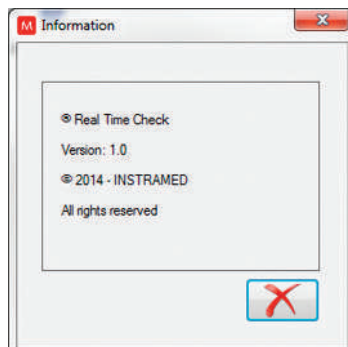 M Information
® Real Time Check
Version: 1.0
© 2014 - INSTRAMED
All rights reserved